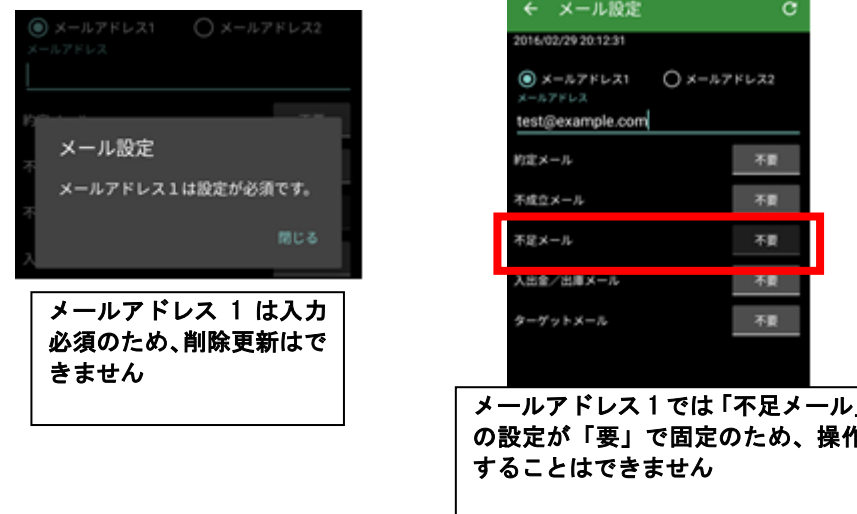 メールアドレス1
メールアドレス2
メールアドレス
メール設定
メールアドレス１は設定が必須です。
閉じる
メールアドレス 1 は入力
必須のため、削除更新はで
きません
メール設定
2016/02/29 20:12:31
メールアドレス1
メールアドレス2
メールアドレス
test@example.com
約定メール
不要
不成立メール
不要
不足メール
不要
入出金／出庫メール
不要
ターゲットメール
不要
メールアドレス１では「不足メール」
の設定が「要」で固定のため、操作
することはできません